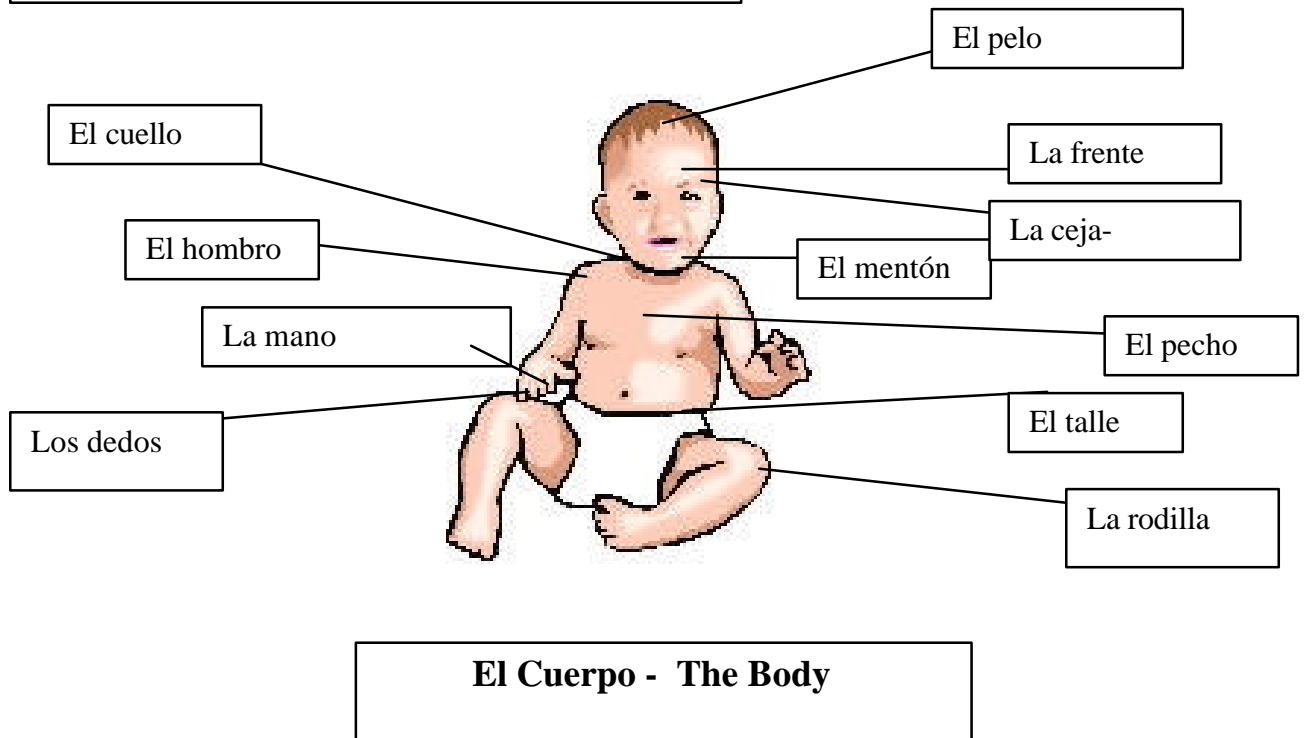 El pelo
El cuello
La frente
La ceja-
El hombro
El mentón
La mano
El pecho
El talle
Los dedos
La rodilla
El Cuerpo - The Body